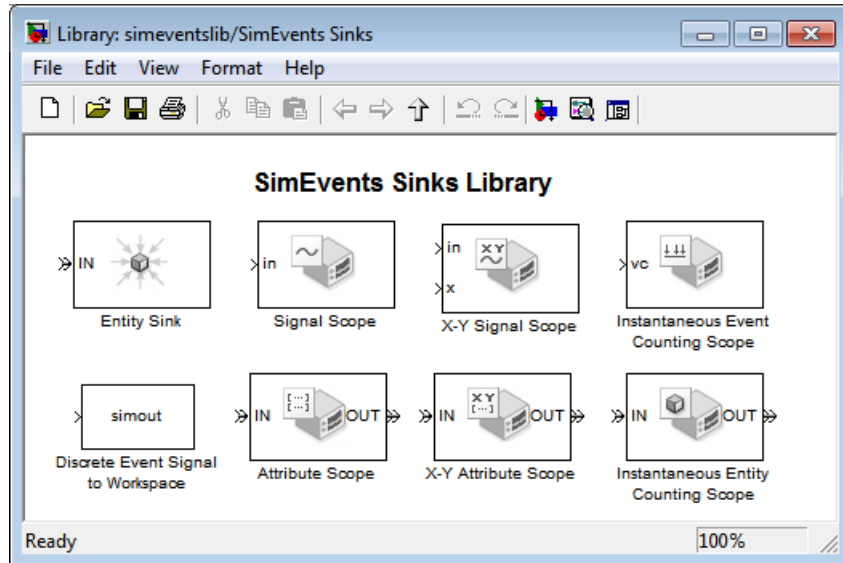 Library: simeventslib/SimEvents Sinks
File Edit View Format Help
SimEvents Sinks Library
IN
Entity Sink
in
Signal Scope
in
XY
x
X-Y Signal Scope
vc
Instantaneous Event
Counting Scope
simout
Discrete Event Signal
to Workspace
IN [...] [...] OUT
Attribute Scope
IN XY [...] OUT
X-Y Attribute Scope
IN OUT
Instantaneous Entity
Counting Scope
Ready 100%